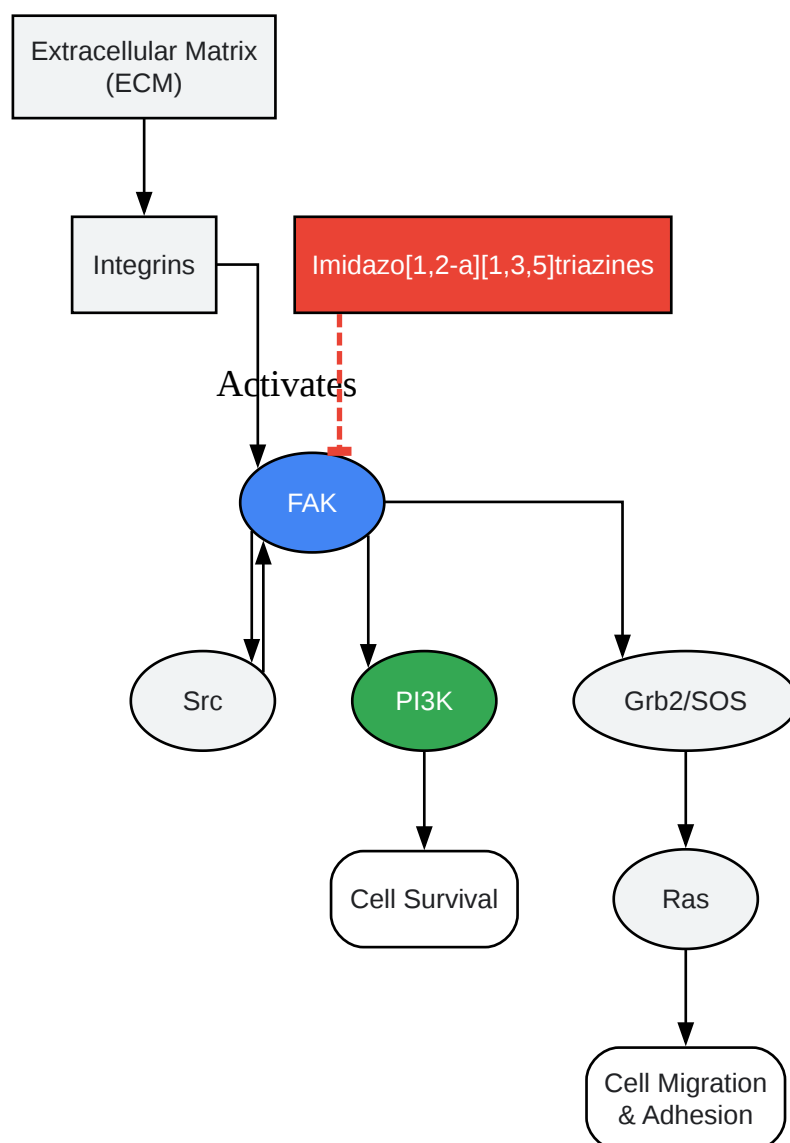 Extracellular Matrix
(ECM)
Integrins
Imidazo[1,2-a][1,3,5]triazines
Activates
FAK
Src
PI3K
Grb2/SOS
Cell Survival
Ras
Cell Migration
& Adhesion